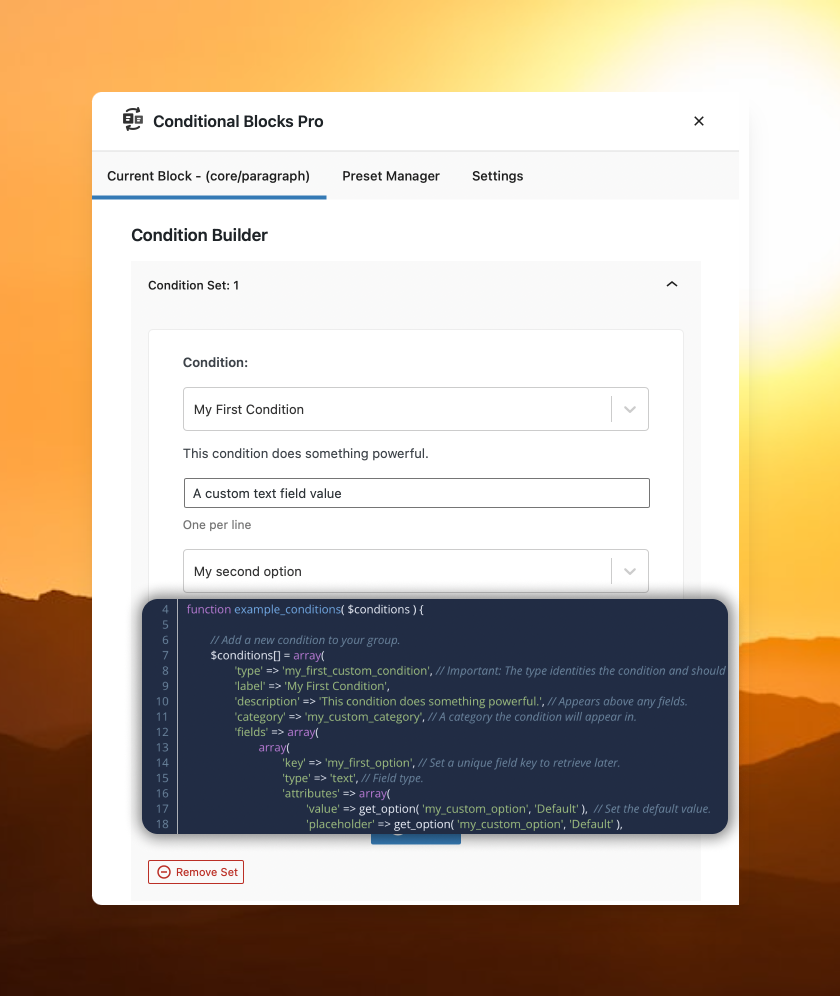 Conditional Blocks Pro
Current Block - (core/paragraph) Preset Manager Settings
Condition Builder
Condition Set: 1
Condition:
My First Condition
This condition does something powerful.
A custom text field value
One per line
My second option
4 function example_conditions( $conditions ) {
5
6 // Add a new condition to your group.
7 $conditions[] = array(
8 'type' => 'my_first_custom_condition', // Important: The type identities the condition and should
9 'label' => 'My First Condition',
10 'description' => 'This condition does something powerful.', // Appears above any fields.
11 'category' => 'my_custom_category', // A category the condition will appear in.
12 'fields' => array(
13 array(
14 'key' => 'my_first_option', // Set a unique field key to retrieve later.
15 'type' => 'text', // Field type.
16 'attributes' => array(
17 'value' => get_option( 'my_custom_option', 'Default' ), // Set the default value.
18 'placeholder' => get_option( 'my_custom_option', 'Default' ),
Remove Set